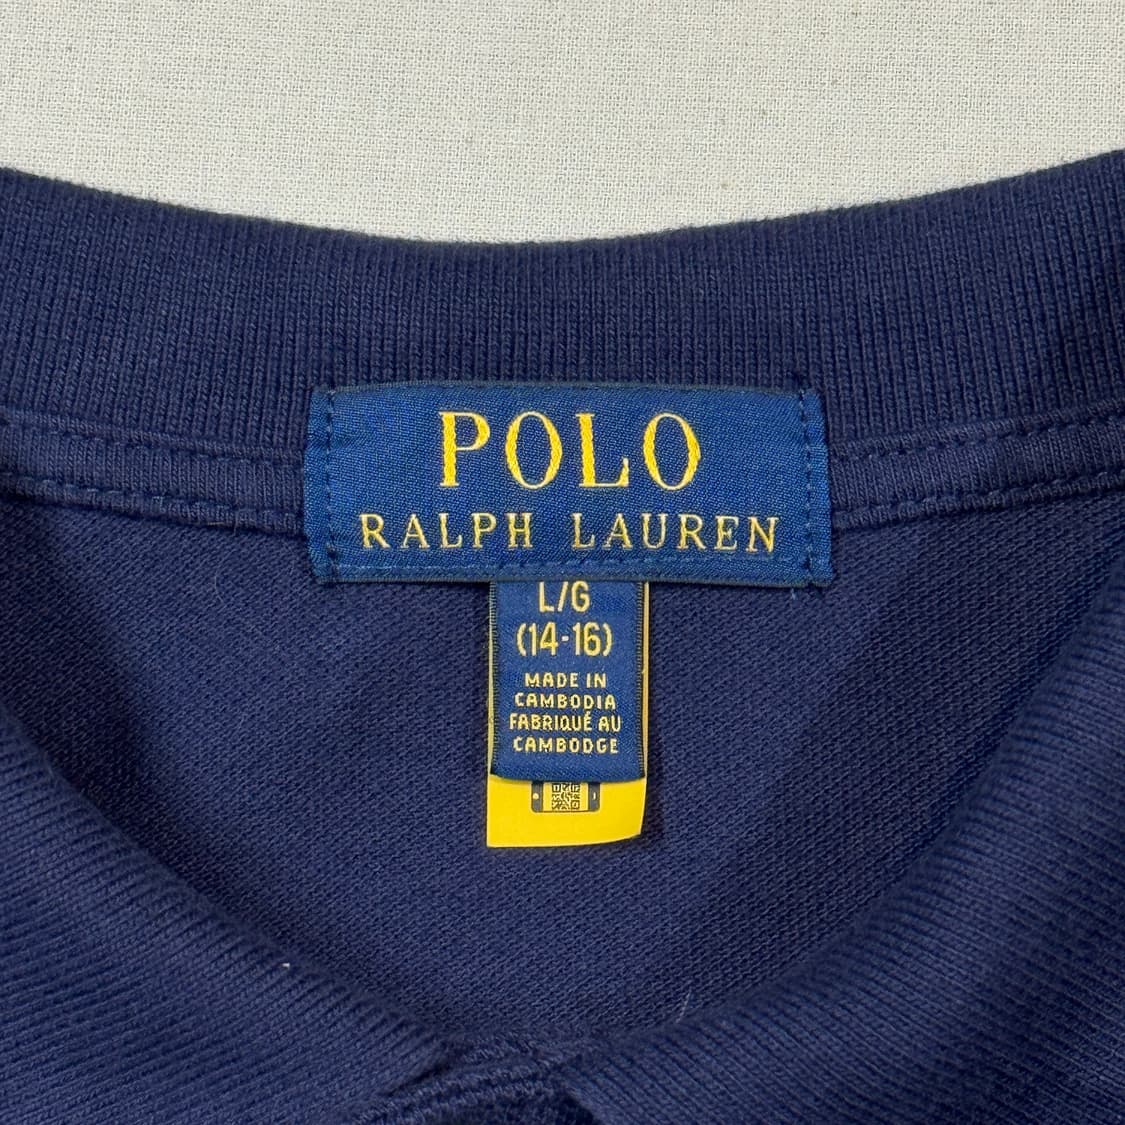 POLO
RALPH LAUREN
L/G
(14-16)
MADE IN
CAMBODIA
FABRIQUÉ AU
CAMBODGE